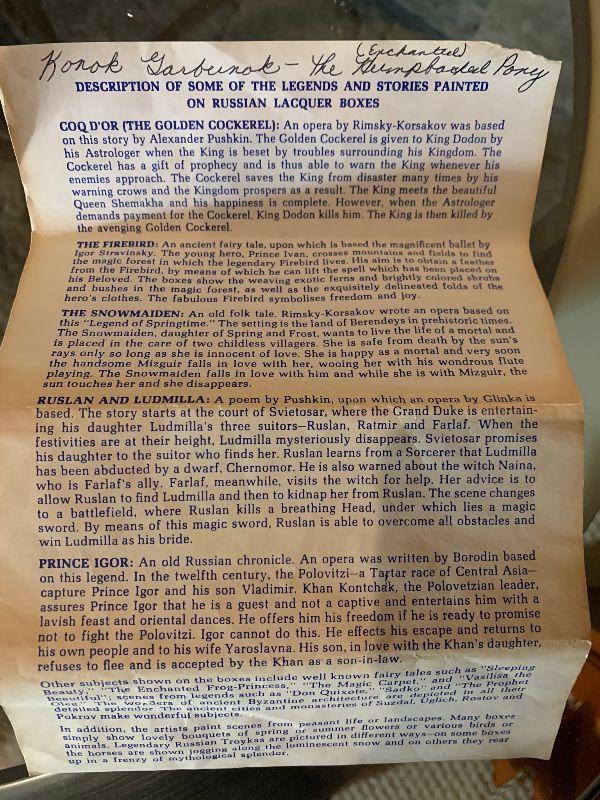 Konok Garbunok - the (Enchanted) Humpbacked Pony
DESCRIPTION OF SOME OF THE LEGENDS AND STORIES PAINTED
ON RUSSIAN LACQUER BOXES
COQ D'OR (THE GOLDEN COCKEREL): An opera by Rimsky-Korsakov was based
on this story by Alexander Pushkin. The Golden Cockerel is given to King Dodon by
his Astrologer when the King is beset by troubles surrounding his Kingdom. The
Cockerel has a gift of prophecy and is thus able to warn the King whenever his
enemies approach. The Cockerel saves the King from disaster many times by his
warning crows and the Kingdom prospers as a result. The King meets the beautiful
Queen Shemakha and his happiness is complete. However, when the Astrologer
demands payment for the Cockerel, King Dodon kills him. The King is then killed by
the avenging Golden Cockerel.
THE FIREBIRD: An ancient fairy tale, upon which is based the magnificent ballet by
Igor Stravinsky. The young hero, Prince Ivan, crosses mountains and fields to find
the magic forest in which the legendary Firebird lives. His aim is to obtain a feather
from the Firebird, by means of which he can lift the spell which has been placed on
his Beloved. The boxes show the weaving exotic ferns and brightly colored shrubs
and bushes in the magic forest, as well as the exquisitely delineated folds of the
hero's clothes. The fabulous Firebird symbolises freedom and joy.
THE SNOWMAIDEN: An old folk tale. Rimsky-Korsakov wrote an opera based on
this "Legend of Springtime." The setting is the land of Berendeys in prehistoric times.
The Snowmaiden, daughter of Spring and Frost, wants to live the life of a mortal and
is placed in the care of two childless villagers. She is safe from death by the sun's
rays only so long as she is innocent of love. She is happy as a mortal and very soon
the handsome Mizguir falls in love with her, wooing her with his wondrous flute
playing. The Snowmaiden falls in love with him and while she is with Mizguir, the
sun touches her and she disappears.
RUSLAN AND LUDMILLA: A poem by Pushkin, upon which an opera by Glinka is
based. The story starts at the court of Svietosar, where the Grand Duke is entertain-
ing his daughter Ludmilla's three suitors—Ruslan, Ratmir and Farlaf. When the
festivities are at their height, Ludmilla mysteriously disappears. Svietosar promises
his daughter to the suitor who finds her. Ruslan learns from a Sorcerer that Ludmilla
has been abducted by a dwarf, Chernomor. He is also warned about the witch Naina,
who is Farlaf's ally. Farlaf, meanwhile, visits the witch for help. Her advice is to
allow Ruslan to find Ludmilla and then to kidnap her from Ruslan. The scene changes
to a battlefield, where Ruslan kills a breathing Head, under which lies a magic
sword. By means of this magic sword, Ruslan is able to overcome all obstacles and
win Ludmilla as his bride.
PRINCE IGOR: An old Russian chronicle. An opera was written by Borodin based
on this legend. In the twelfth century, the Polovitzi—a Tartar race of Central Asia—
capture Prince Igor and his son Vladimir. Khan Kontchak, the Polovetzian leader,
assures Prince Igor that he is a guest and not a captive and entertains him with a
lavish feast and oriental dances. He offers him his freedom if he is ready to promise
not to fight the Polovitzi. Igor cannot do this. He effects his escape and returns to
his own people and to his wife Yaroslavna. His son, in love with the Khan's daughter,
refuses to flee and is accepted by the Khan as a son-in-law.
Other subjects shown on the boxes include well known fairy tales such as "Sleeping
Beauty," "The Enchanted Frog-Princess," "The Magic Carpet," and "Vasilisa the
Beautiful"; scenes from legends such as "Don Quixote," "Sadko" and "The Prophet
Oleg." The wonders of ancient Byzantine architecture are depicted in all their
detailed splendor. The ancient cities and monasteries of Suzdal, Uglich, Rostov and
Pokrov make wonderful subjects.
In addition, the artists paint scenes from peasant life or landscapes. Many boxes
simply show lovely bouquets of spring or summer flowers or various birds or
animals. Legendary Russian Troykas are pictured in different ways—on some boxes
the horses are shown jogging along the luminescent snow and on others they rear
up in a frenzy of mythological splendor.